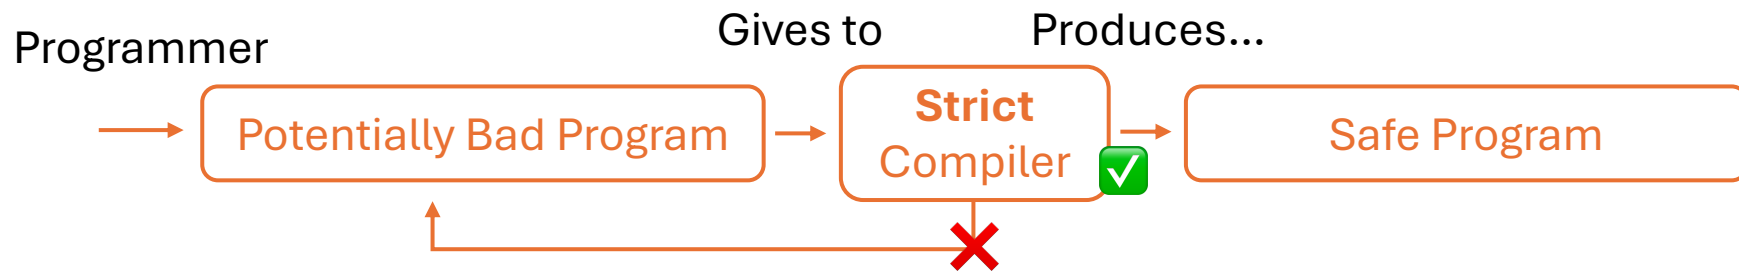 Programmer
Gives to
Produces...
Potentially Bad Program
Strict
Compiler
Safe Program